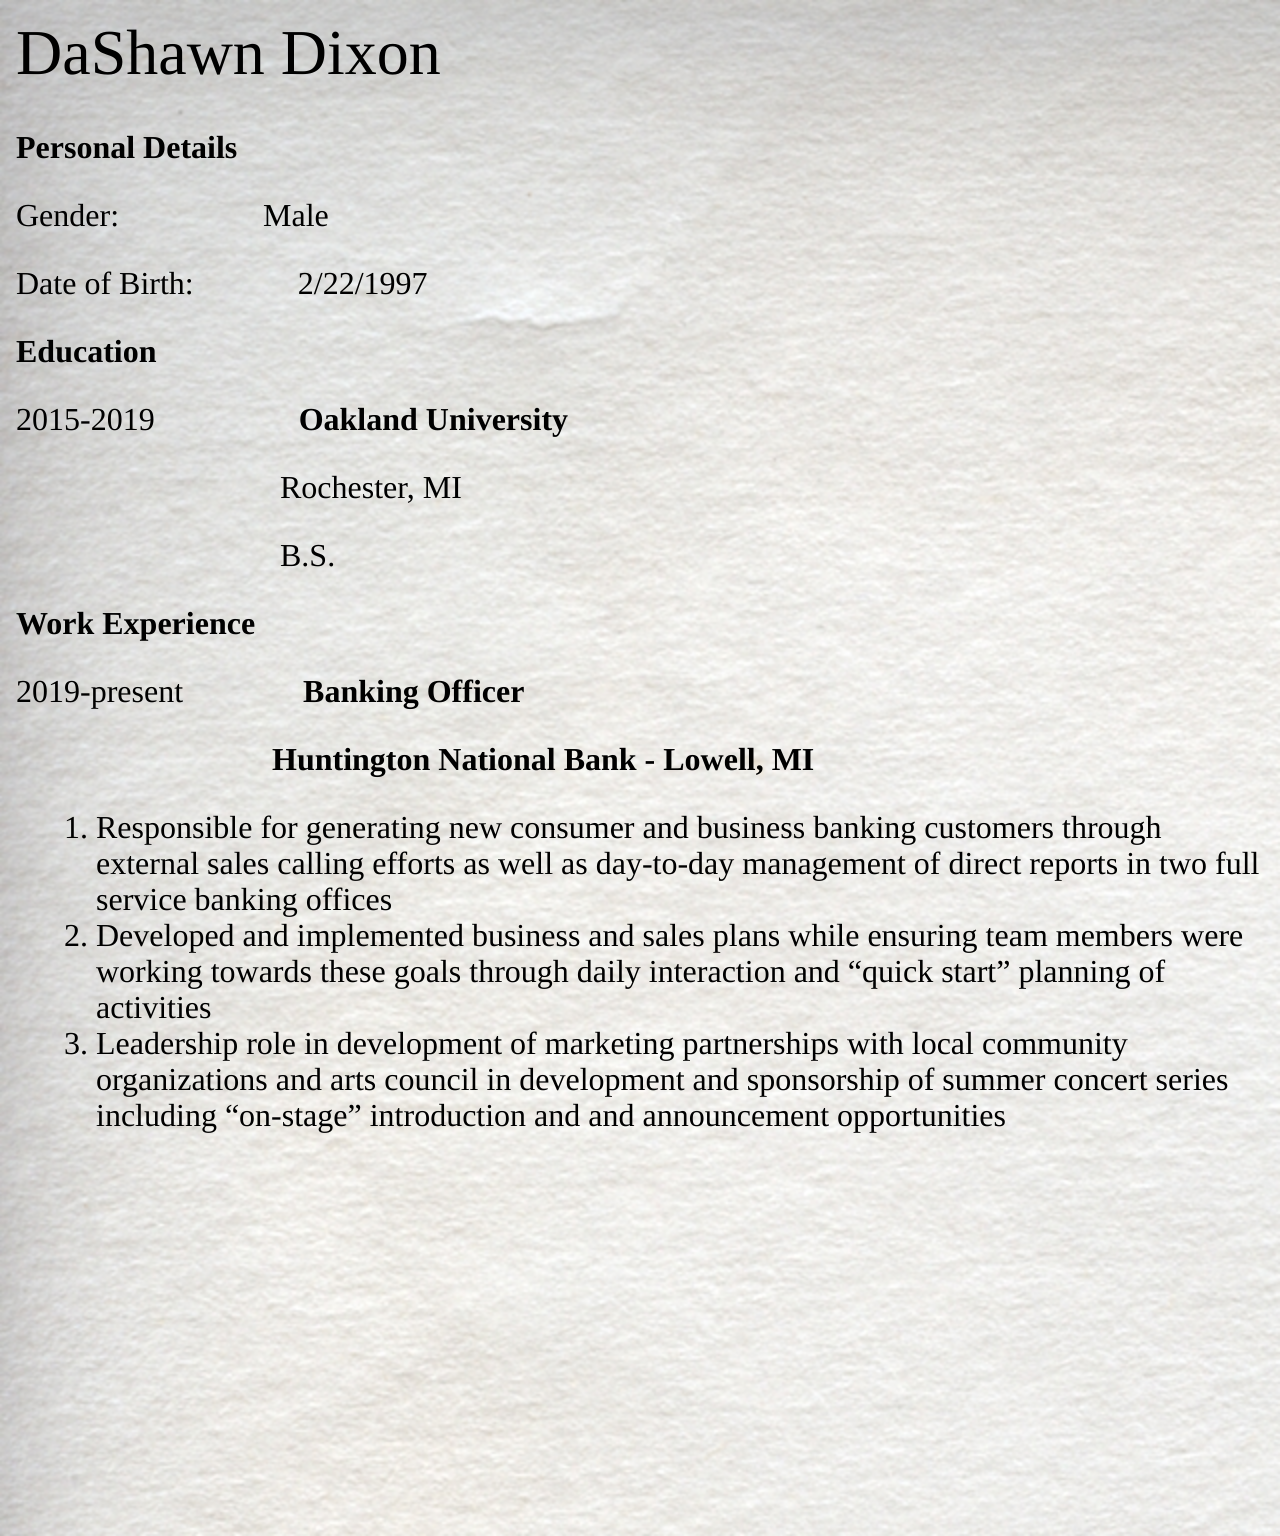 DaShawn Dixon
Personal Details
Gender: Male
Date of Birth: 2/22/1997
Education
2015-2019 Oakland University
Rochester, MI
B.S.
Work Experience
2019-present Banking Officer
Huntington National Bank - Lowell, MI
1. Responsible for generating new consumer and business banking customers through
external sales calling efforts as well as day-to-day management of direct reports in two full
service banking offices
2. Developed and implemented business and sales plans while ensuring team members were
working towards these goals through daily interaction and “quick start” planning of
activities
3. Leadership role in development of marketing partnerships with local community
organizations and arts council in development and sponsorship of summer concert series
including “on-stage” introduction and and announcement opportunities